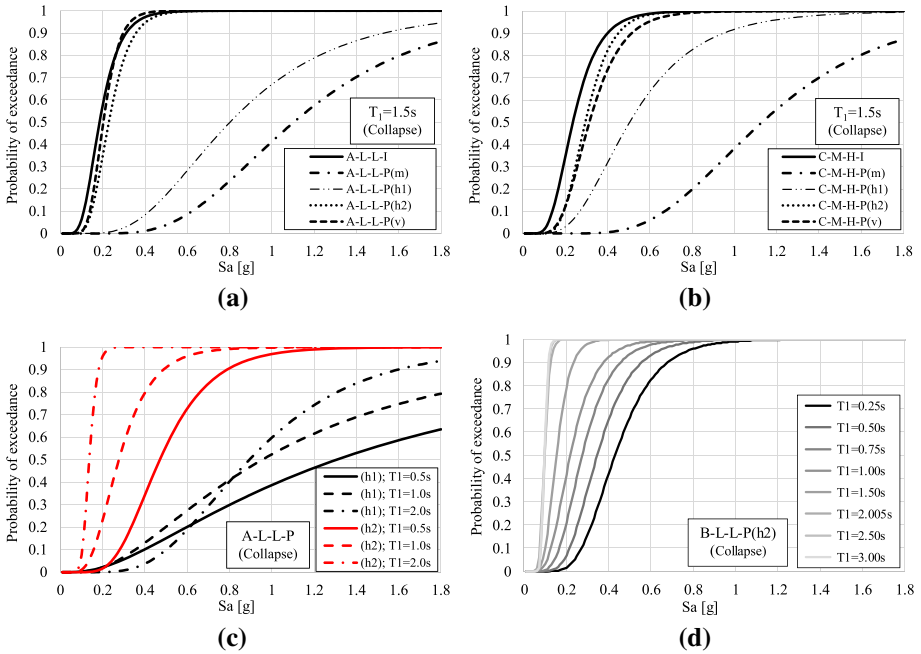 1
0.9
0.8
0.7
0.6
0.5
0.4
0.3
0.2
0.1
0
Probability of exceedance
T1=1.5s
(Collapse)
A-L-L-I
A-L-L-P(m)
A-L-L-P(h1)
A-L-L-P(h2)
A-L-L-P(v)
0 0.2 0.4 0.6 0.8 1 1.2 1.4 1.6 1.8
Sa [g]
(a)
1
0.9
0.8
0.7
0.6
0.5
0.4
0.3
0.2
0.1
0
Probability of exceedance
T1=1.5s
(Collapse)
C-M-H-I
C-M-H-P(m)
C-M-H-P(h1)
C-M-H-P(h2)
C-M-H-P(v)
0 0.2 0.4 0.6 0.8 1 1.2 1.4 1.6 1.8
Sa [g]
(b)
1
0.9
0.8
0.7
0.6
0.5
0.4
0.3
0.2
0.1
0
Probability of exceedance
A-L-L-P
(Collapse)
(h1); T1=0.5s
(h1); T1=1.0s
(h1); T1=2.0s
(h2); T1=0.5s
(h2); T1=1.0s
(h2); T1=2.0s
0 0.2 0.4 0.6 0.8 1 1.2 1.4 1.6 1.8
Sa [g]
(c)
1
0.9
0.8
0.7
0.6
0.5
0.4
0.3
0.2
0.1
0
Probability of exceedance
B-L-L-P(h2)
(Collapse)
T1=0.25s
T1=0.50s
T1=0.75s
T1=1.00s
T1=1.50s
T1=2.005s
T1=2.50s
T1=3.00s
0 0.2 0.4 0.6 0.8 1 1.2 1.4 1.6 1.8
Sa [g]
(d)